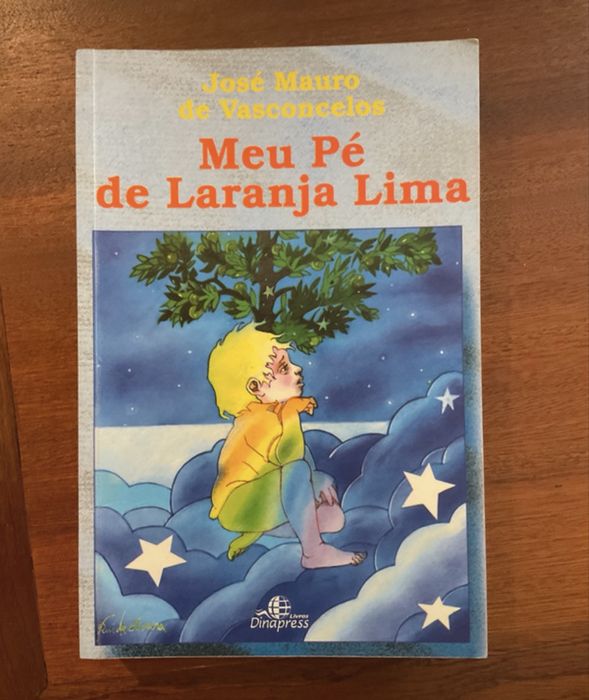 José Mauro
de Vasconcelos
Meu Pé
de Laranja Lima
Livros
Dinapress